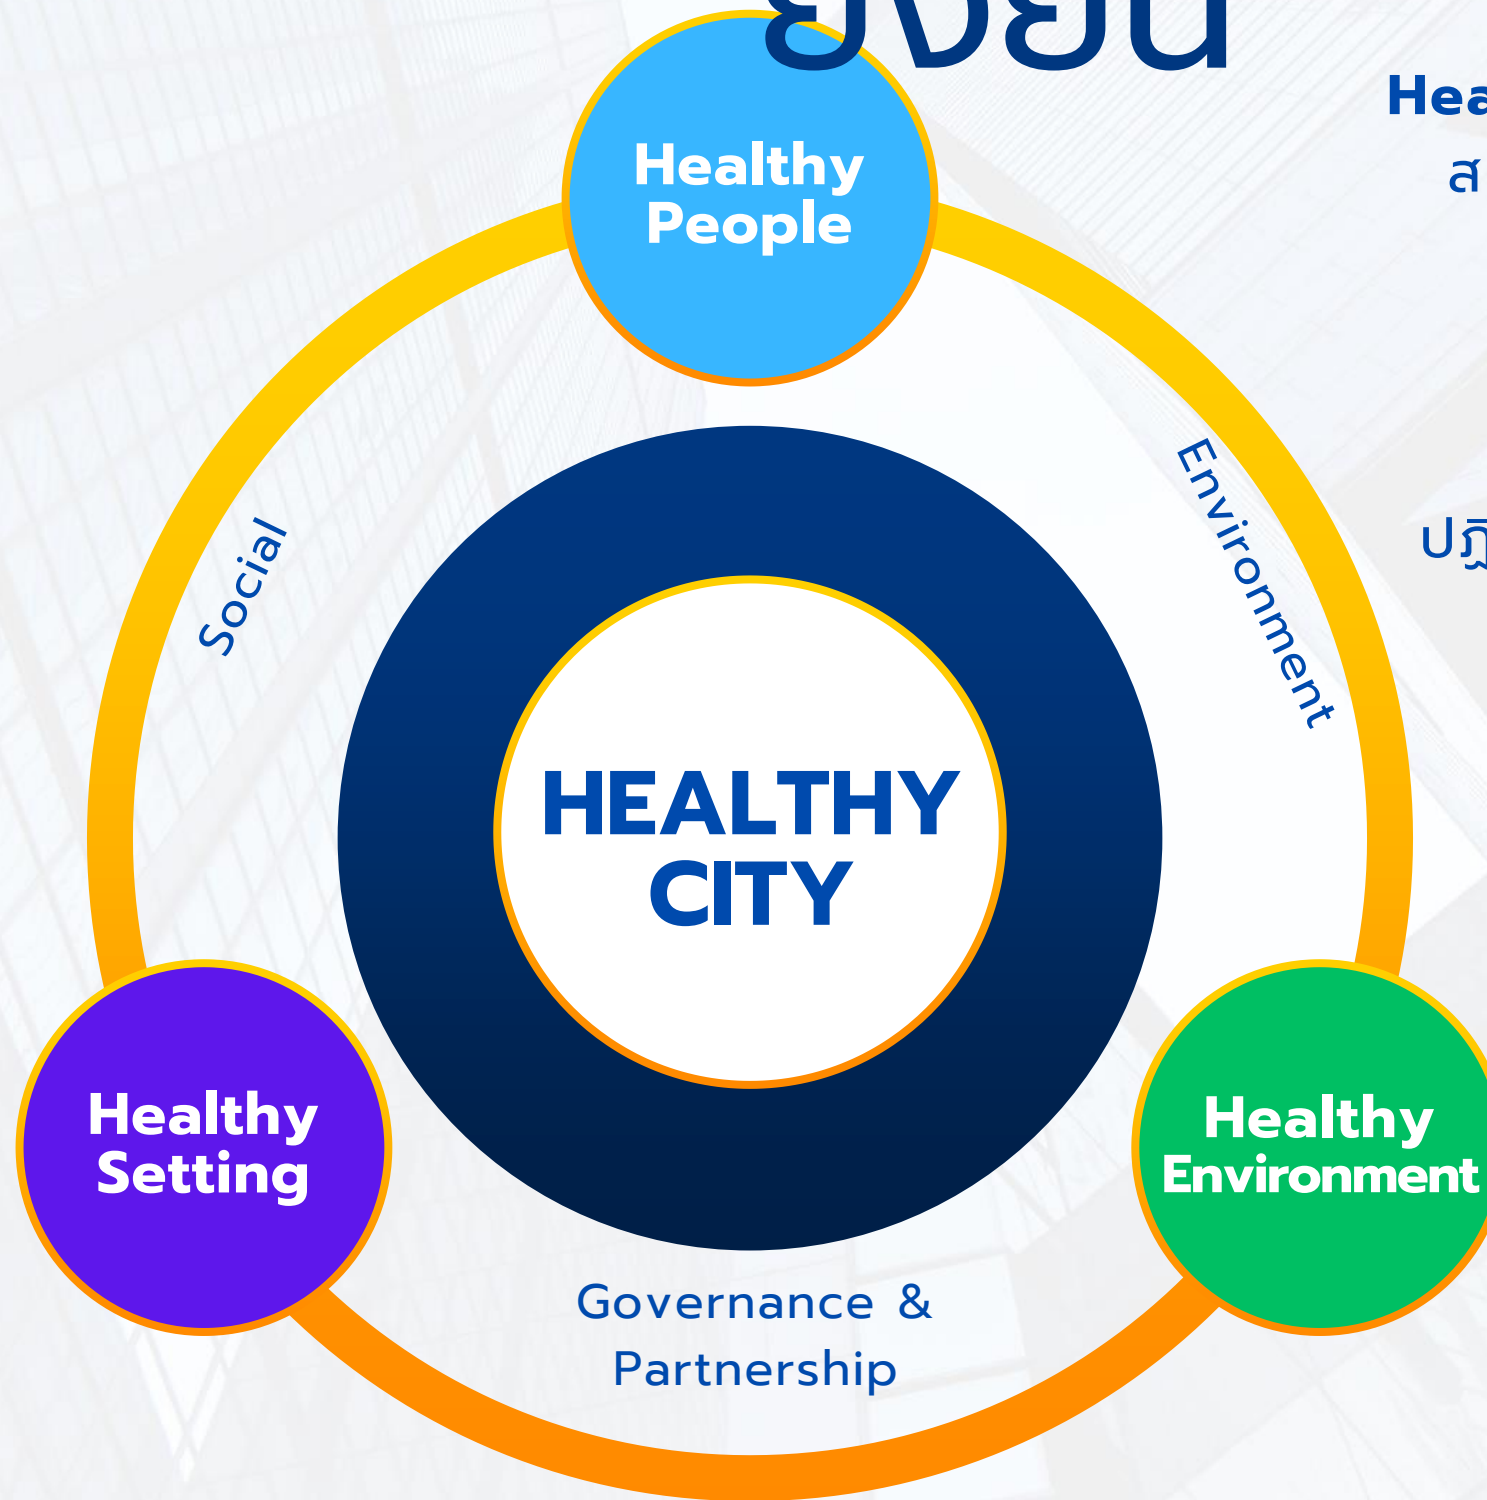 Healthy
People
Social
Environment
HEALTHY
CITY
Healthy
Setting
Healthy
Environment
Governance &
Partnership